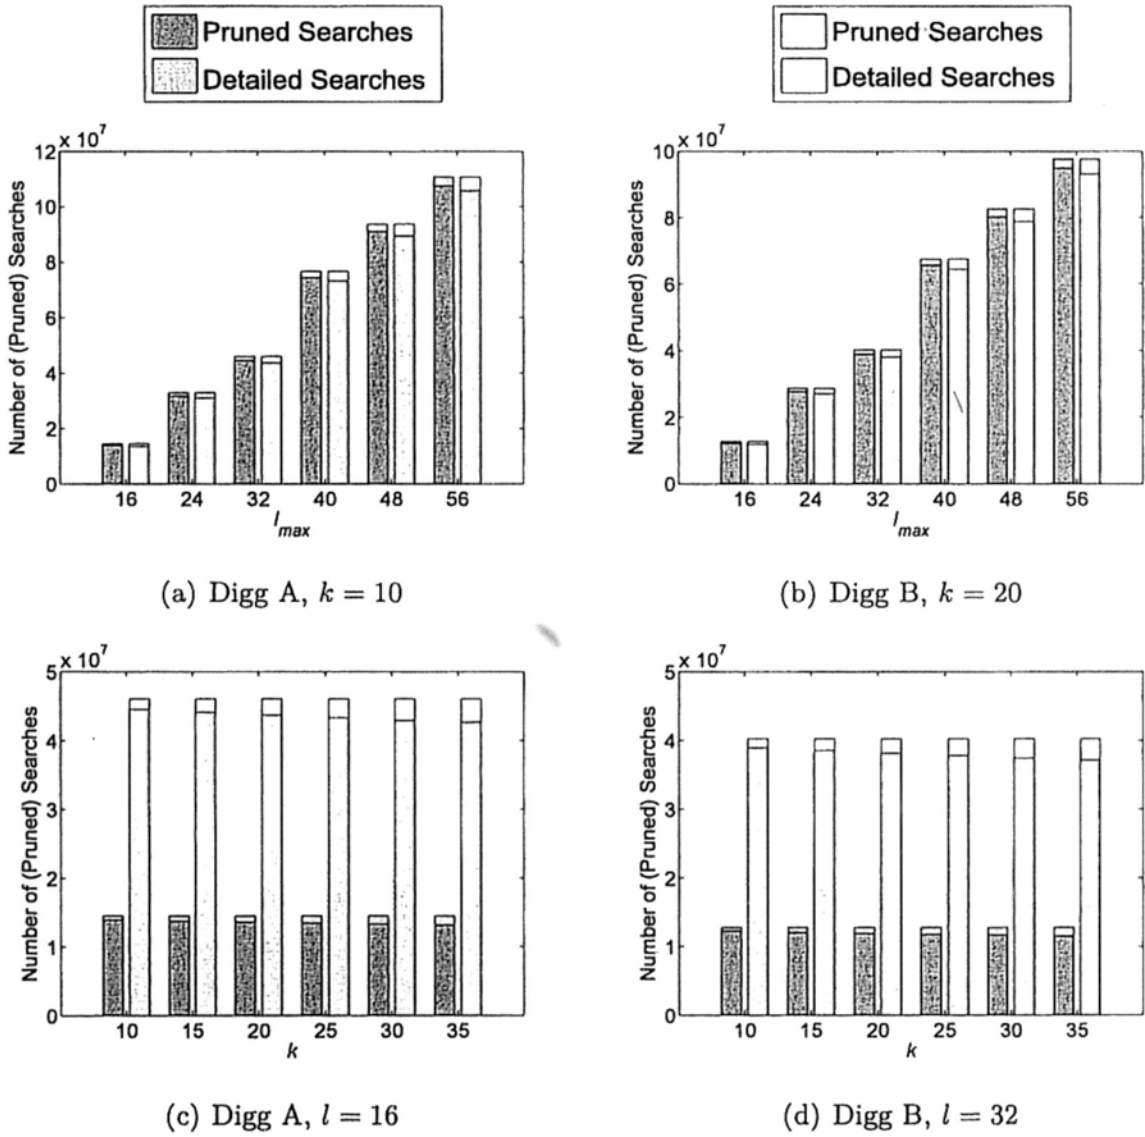 Pruned Searches
Detailed Searches
Pruned Searches
Detailed Searches
x 10^7
12
10
8
6
4
2
0
Number of (Pruned) Searches
16 24 32 40 48 56
l_max
(a) Digg A, k = 10
x 10^7
10
8
6
4
2
0
Number of (Pruned) Searches
16 24 32 40 48 56
l_max
(b) Digg B, k = 20
x 10^7
5
4
3
2
1
0
Number of (Pruned) Searches
10 15 20 25 30 35
k
(c) Digg A, l = 16
x 10^7
5
4
3
2
1
0
Number of (Pruned) Searches
10 15 20 25 30 35
k
(d) Digg B, l = 32